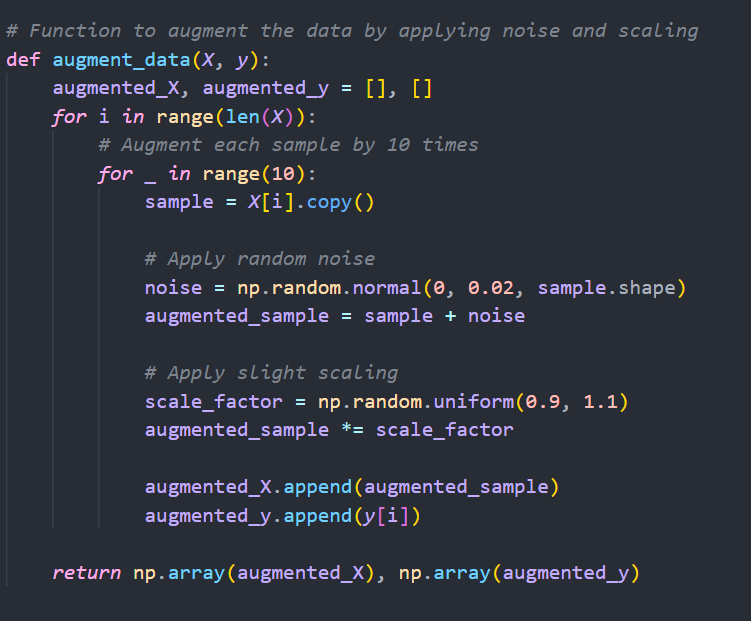 # Function to augment the data by applying noise and scaling
def augment_data(X, y):
    augmented_X, augmented_y = [], []
    for i in range(len(X)):
        # Augment each sample by 10 times
        for _ in range(10):
            sample = X[i].copy()

            # Apply random noise
            noise = np.random.normal(0, 0.02, sample.shape)
            augmented_sample = sample + noise

            # Apply slight scaling
            scale_factor = np.random.uniform(0.9, 1.1)
            augmented_sample *= scale_factor

            augmented_X.append(augmented_sample)
            augmented_y.append(y[i])

    return np.array(augmented_X), np.array(augmented_y)